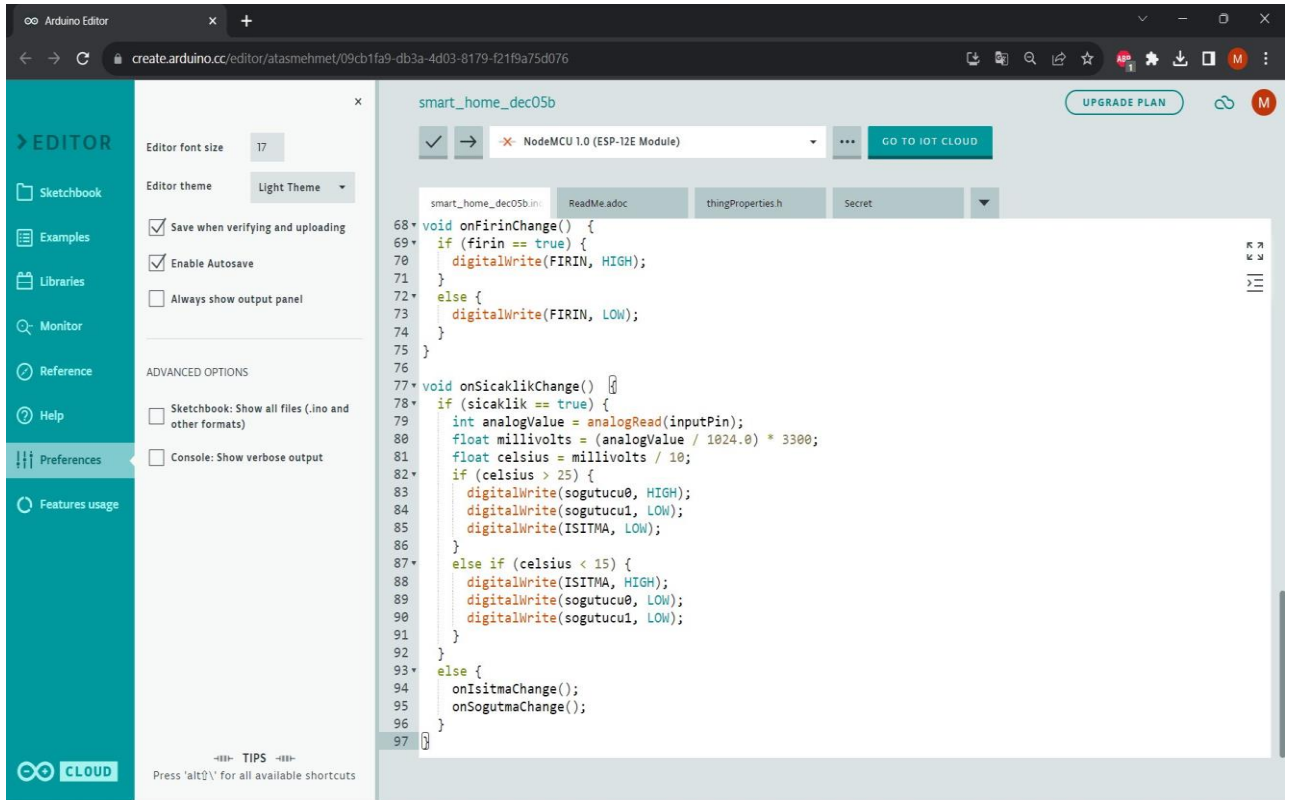 Arduino Editor
create.arduino.cc/editor/atasmehmet/09cb1fa9-db3a-4d03-8179-f21f9a75d076
ABP
1
M
EDITOR
Sketchbook
Examples
Libraries
Monitor
Reference
Help
Preferences
Features usage
CLOUD
Editor font size 17
Editor theme Light Theme
Save when verifying and uploading
Enable Autosave
Always show output panel
ADVANCED OPTIONS
Sketchbook: Show all files (.ino and
other formats)
Console: Show verbose output
TIPS
Press 'alt⇧\' for all available shortcuts
smart_home_dec05b
UPGRADE PLAN
M
NodeMCU 1.0 (ESP-12E Module)
GO TO IOT CLOUD
smart_home_dec05b.ino ReadMe.adoc thingProperties.h Secret
68 void onFirinChange()  {
69   if (firin == true) {
70     digitalWrite(FIRIN, HIGH);
71   }
72   else {
73     digitalWrite(FIRIN, LOW);
74   }
75 }
76
77 void onSicaklikChange()  {
78   if (sicaklik == true) {
79     int analogValue = analogRead(inputPin);
80     float millivolts = (analogValue / 1024.0) * 3300;
81     float celsius = millivolts / 10;
82     if (celsius > 25) {
83       digitalWrite(sogutucu0, HIGH);
84       digitalWrite(sogutucu1, LOW);
85       digitalWrite(ISITMA, LOW);
86     }
87     else if (celsius < 15) {
88       digitalWrite(ISITMA, HIGH);
89       digitalWrite(sogutucu0, LOW);
90       digitalWrite(sogutucu1, LOW);
91     }
92   }
93   else {
94     onIsitmaChange();
95     onSogutmaChange();
96   }
97 }